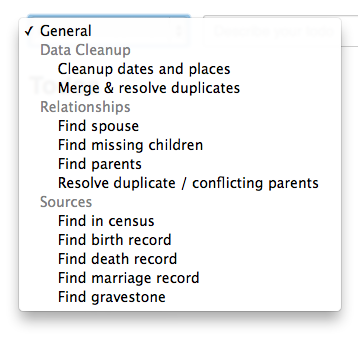 ✓ General
Data Cleanup
Cleanup dates and places
Merge & resolve duplicates
Relationships
Find spouse
Find missing children
Find parents
Resolve duplicate / conflicting parents
Sources
Find in census
Find birth record
Find death record
Find marriage record
Find gravestone